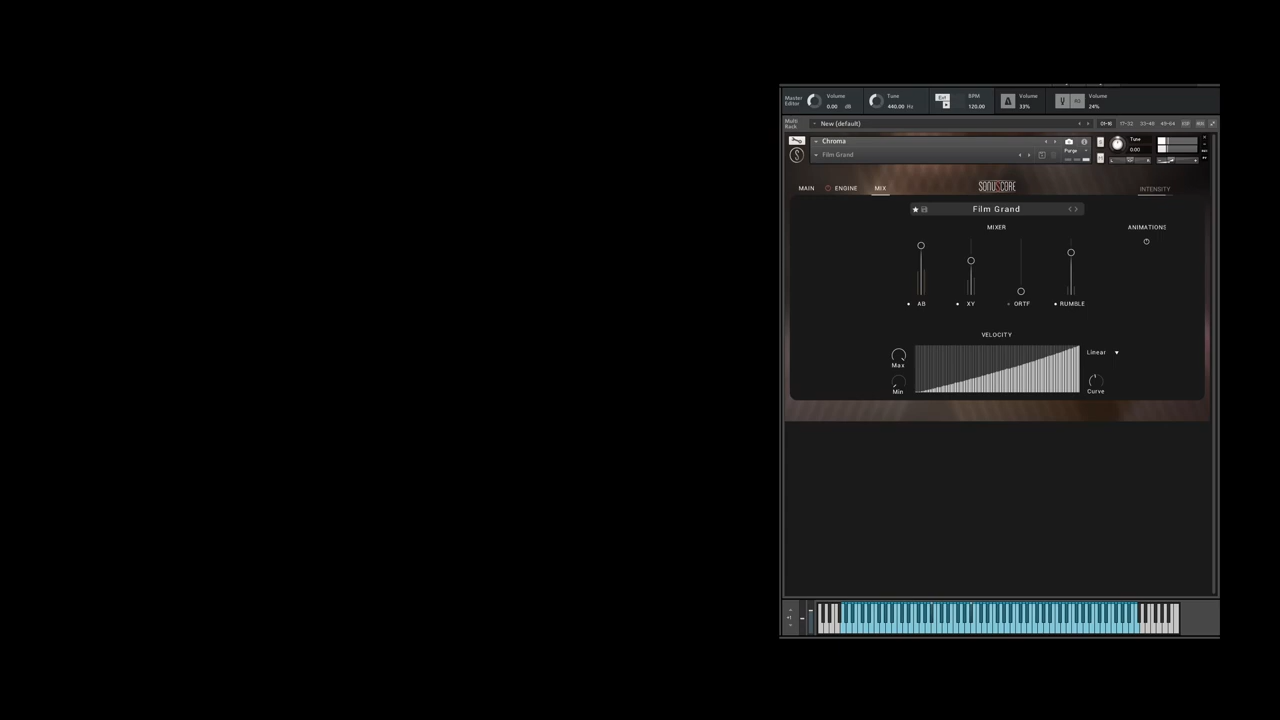 Master Editor Volume 0.00 dB Tune 440.00 Hz Ext BPM 120.00 Volume 33% Volume 24%
Multi Rack New (default) 01-16 17-32 33-48 49-64
Chroma Tune
Film Grand Purge 0.00
L R
MAIN ENGINE MIX SONUSCORE INTENSITY
Film Grand
MIXER ANIMATIONS
AB XY ORTF RUMBLE
VELOCITY
Max Linear
Min Curve
+1